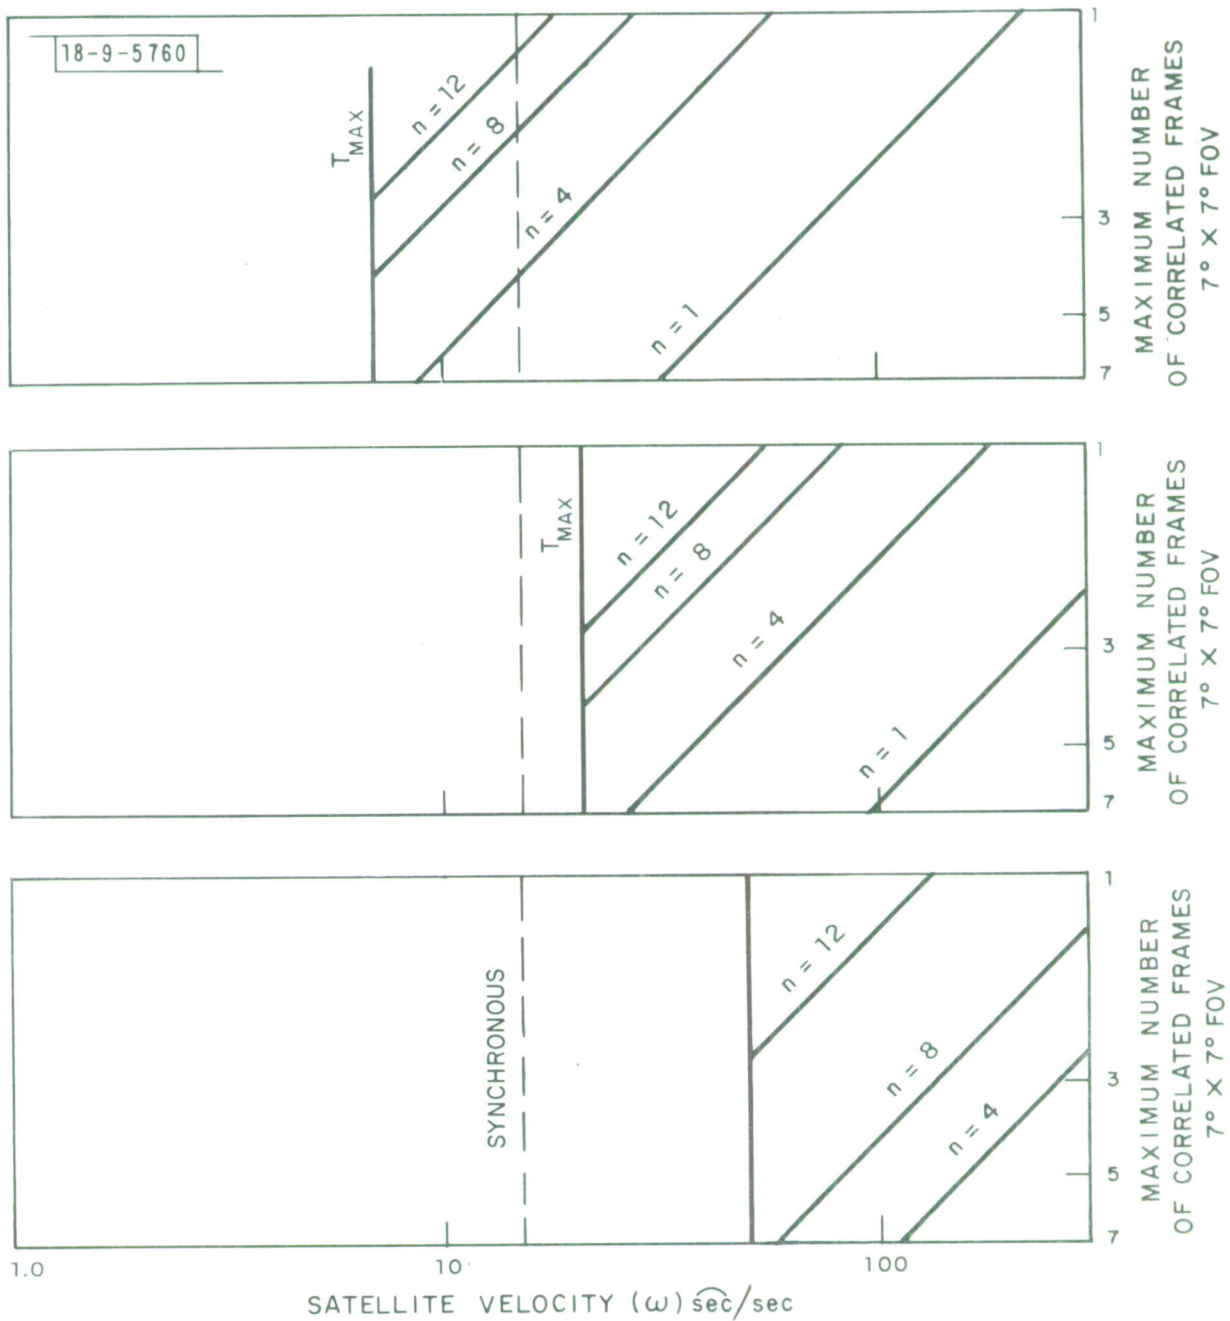 18-9-5760
T MAX
n = 12
n = 8
n = 4
n = 1
1
3
5
7
MAXIMUM NUMBER
OF CORRELATED FRAMES
7° X 7° FOV
T MAX
n = 12
n = 8
n = 4
n = 1
1
3
5
7
MAXIMUM NUMBER
OF CORRELATED FRAMES
7° X 7° FOV
SYNCHRONOUS
n = 12
n = 8
n = 4
1
3
5
7
MAXIMUM NUMBER
OF CORRELATED FRAMES
7° X 7° FOV
1.0
10
100
SATELLITE VELOCITY (ω) sec/sec